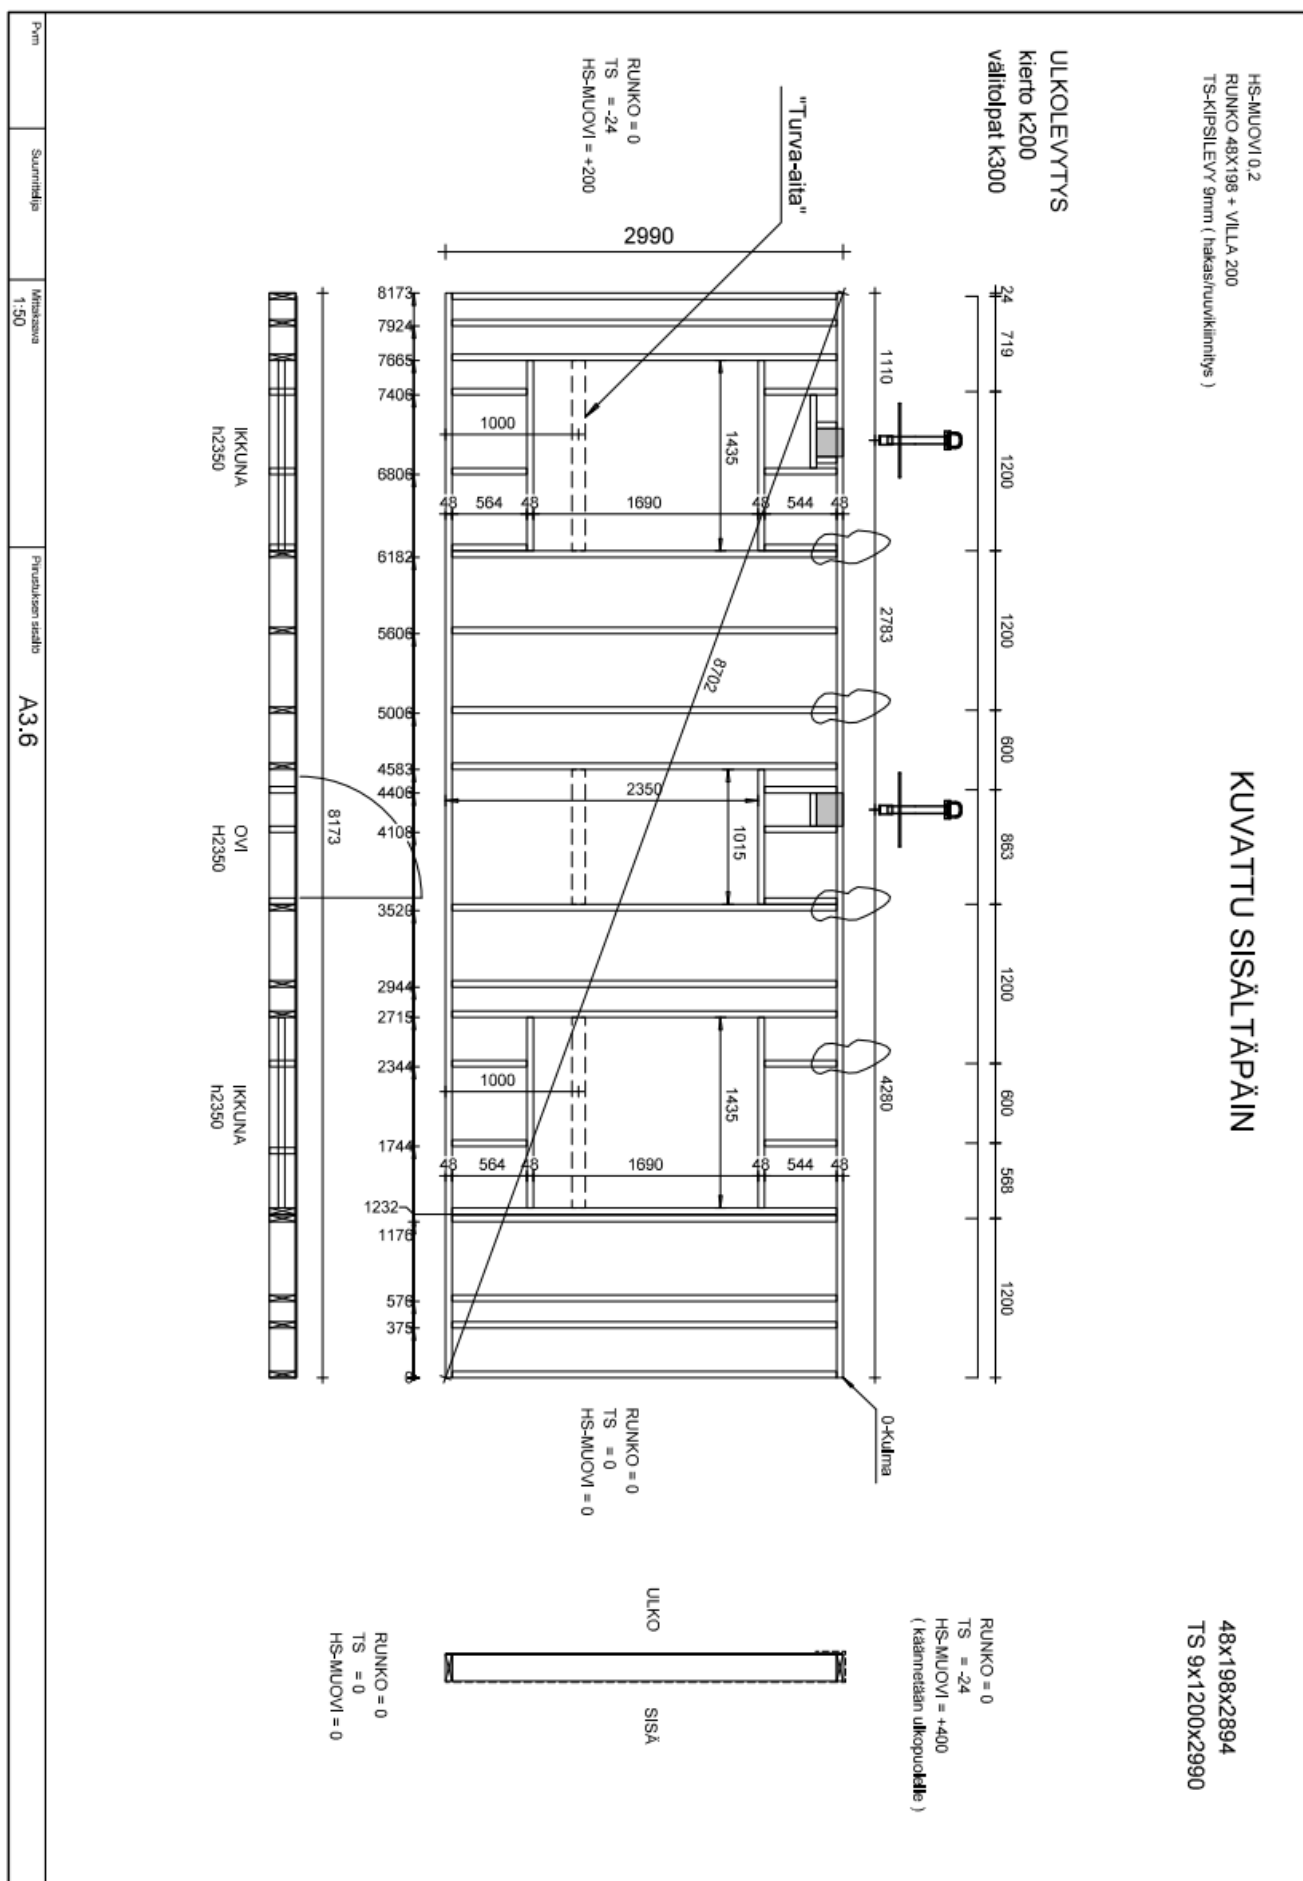 KUVATTU SISÄLTÄPÄIN
HS-MUOVI 0,2
RUNKO 48X198 + VILLA 200
TS-KIPSILEVY 9mm ( hakas/ruuvikiinnitys )
48x198x2894
TS 9x1200x2990
ULKOLEVYTYS
kierto k200
välitolpat k300
24
719
1200
1200
600
863
1200
600
568
1200
1110
2783
4280
0-Kulma
RUNKO = 0
TS = -24
HS-MUOVI = +400
( käännetään ulkopuolelle )
"Turva-aita"
RUNKO = 0
TS = -24
HS-MUOVI = +200
2990
1435
1000
48
564
48
1690
48
544
48
8702
2350
1015
1435
1000
48
564
48
1690
48
544
48
RUNKO = 0
TS = 0
HS-MUOVI = 0
ULKO
SISÄ
8173
7924
7665
7406
6806
6182
5606
5006
4583
4406
4106
3520
2944
2715
2344
1744
1232
1176
576
375
0
8173
RUNKO = 0
TS = 0
HS-MUOVI = 0
IKKUNA
h2350
OVI
H2350
IKKUNA
h2350
Pvm
Suunnittelija
Mittakaava
1:50
Piirustuksen sisältö
A3.6